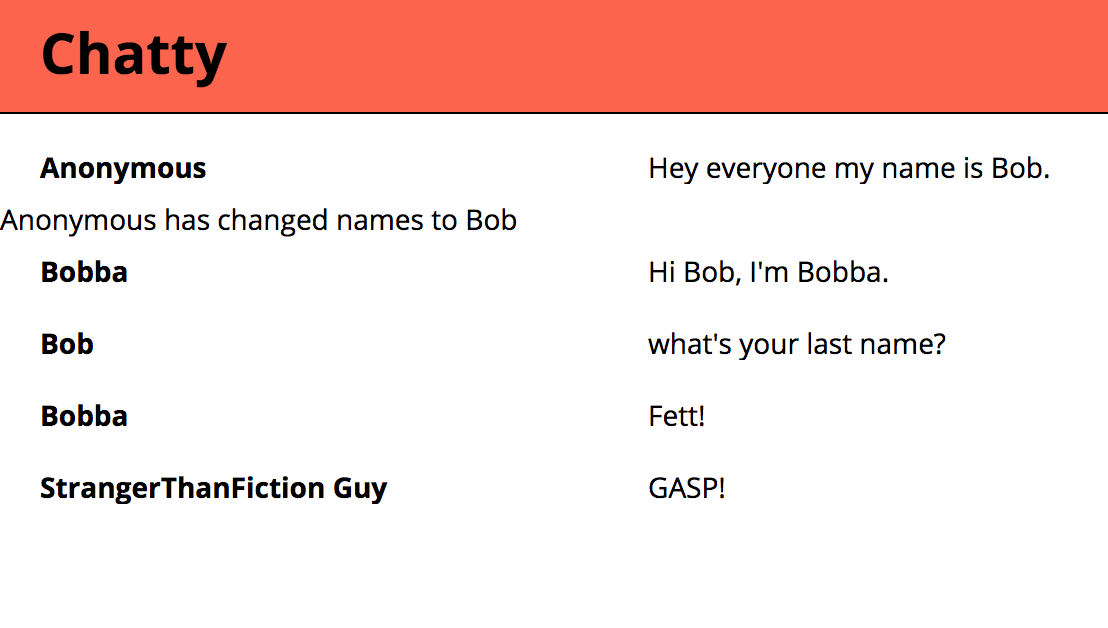 Chatty
Anonymous Hey everyone my name is Bob.
Anonymous has changed names to Bob
Bobba Hi Bob, I'm Bobba.
Bob what's your last name?
Bobba Fett!
StrangerThanFiction Guy GASP!